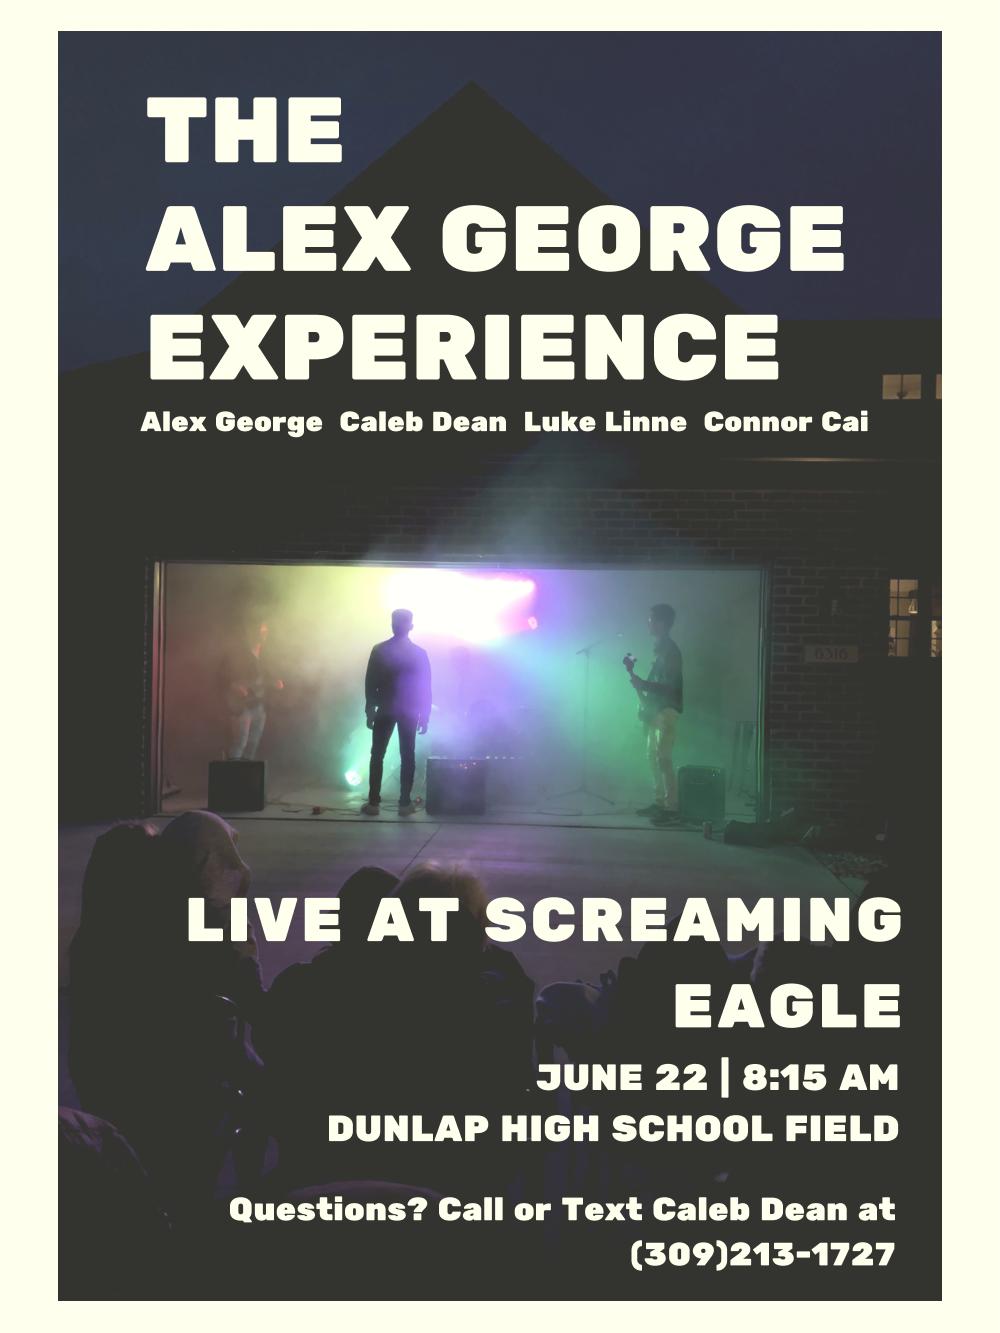 THE
ALEX GEORGE
EXPERIENCE
Alex George Caleb Dean Luke Linne Connor Cai
6316
LIVE AT SCREAMING
EAGLE
JUNE 22 | 8:15 AM
DUNLAP HIGH SCHOOL FIELD
Questions? Call or Text Caleb Dean at
(309)213-1727